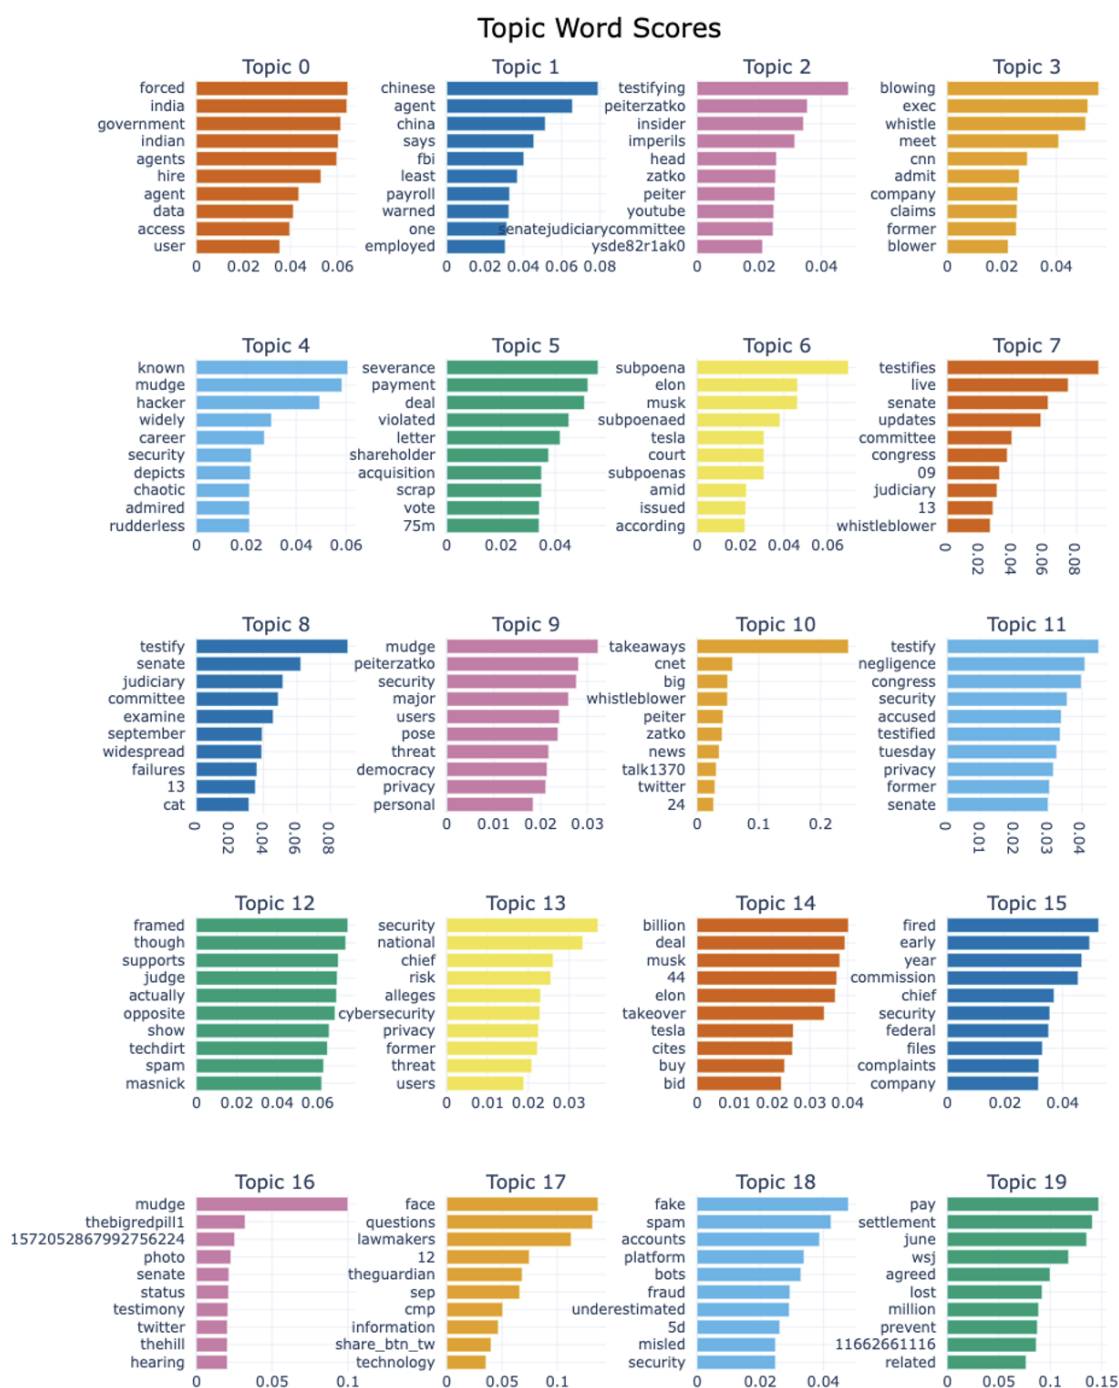 Topic Word Scores
Topic 0
forced
india
government
indian
agents
hire
agent
data
access
user
0 0.02 0.04 0.06
Topic 1
chinese
agent
china
says
fbi
least
payroll
warned
one
employed
0 0.02 0.04 0.06 0.08
Topic 2
testifying
peiterzatko
insider
imperils
head
zatko
peiter
youtube
senatejudiciarycommittee
ysde82r1ak0
0 0.02 0.04
Topic 3
blowing
exec
whistle
meet
cnn
admit
company
claims
former
blower
0 0.02 0.04
Topic 4
known
mudge
hacker
widely
career
security
depicts
chaotic
admired
rudderless
0 0.02 0.04 0.06
Topic 5
severance
payment
deal
violated
letter
shareholder
acquisition
scrap
vote
75m
0 0.02 0.04
Topic 6
subpoena
elon
musk
subpoenaed
tesla
court
subpoenas
amid
issued
according
0 0.02 0.04 0.06
Topic 7
testifies
live
senate
updates
committee
congress
09
judiciary
13
whistleblower
0 0.02 0.04 0.06 0.08
Topic 8
testify
senate
judiciary
committee
examine
september
widespread
failures
13
cat
0 0.02 0.04 0.06 0.08
Topic 9
mudge
peiterzatko
security
major
users
pose
threat
democracy
privacy
personal
0 0.01 0.02 0.03
Topic 10
takeaways
cnet
big
whistleblower
peiter
zatko
news
talk1370
twitter
24
0 0.1 0.2
Topic 11
testify
negligence
congress
security
accused
testified
tuesday
privacy
former
senate
0 0.01 0.02 0.03 0.04
Topic 12
framed
though
supports
judge
actually
opposite
show
techdirt
spam
masnick
0 0.02 0.04 0.06
Topic 13
security
national
chief
risk
alleges
cybersecurity
privacy
former
threat
users
0 0.01 0.02 0.03
Topic 14
billion
deal
musk
44
elon
takeover
tesla
cites
buy
bid
0 0.01 0.02 0.03 0.04
Topic 15
fired
early
year
commission
chief
security
federal
files
complaints
company
0 0.02 0.04
Topic 16
mudge
thebigredpill1
1572052867992756224
photo
senate
status
testimony
twitter
thehill
hearing
0 0.05 0.1
Topic 17
face
questions
lawmakers
12
theguardian
sep
cmp
information
share_btn_tw
technology
0 0.05 0.1
Topic 18
fake
spam
accounts
platform
bots
fraud
underestimated
5d
misled
security
0 0.02 0.04
Topic 19
pay
settlement
june
wsj
agreed
lost
million
prevent
11662661116
related
0 0.05 0.1 0.15